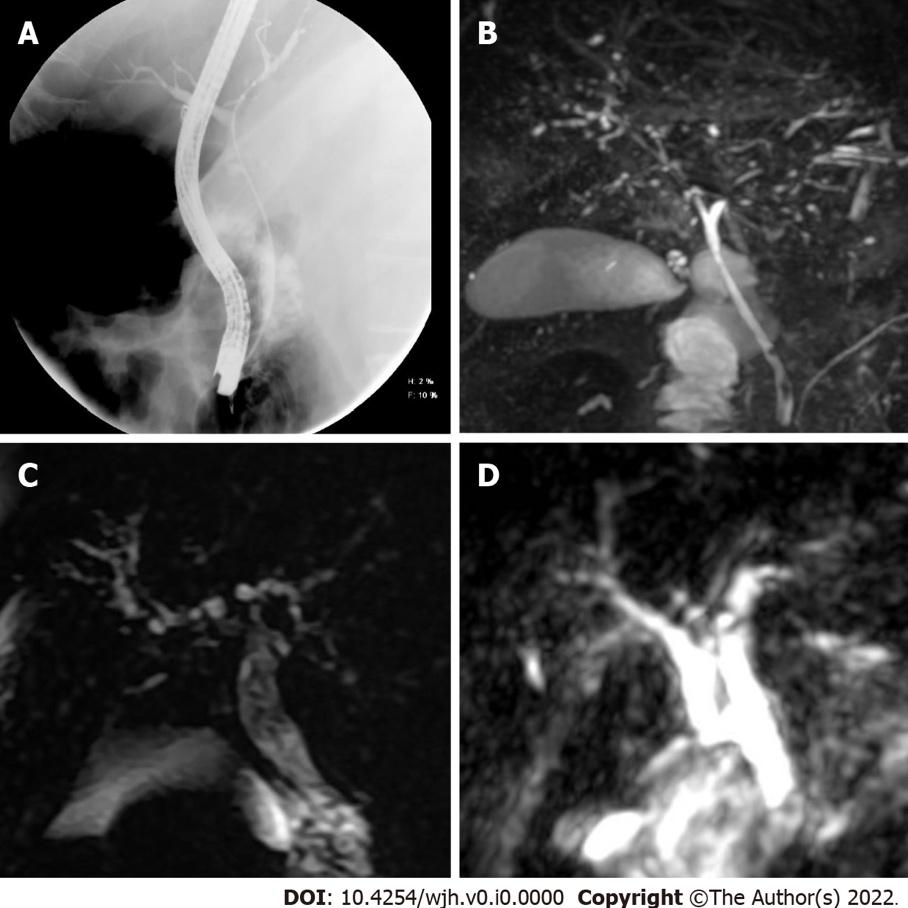 A
B
H: 2 %
F: 10 %
C
D
DOI: 10.4254/wjh.v0.i0.0000 Copyright ©The Author(s) 2022.